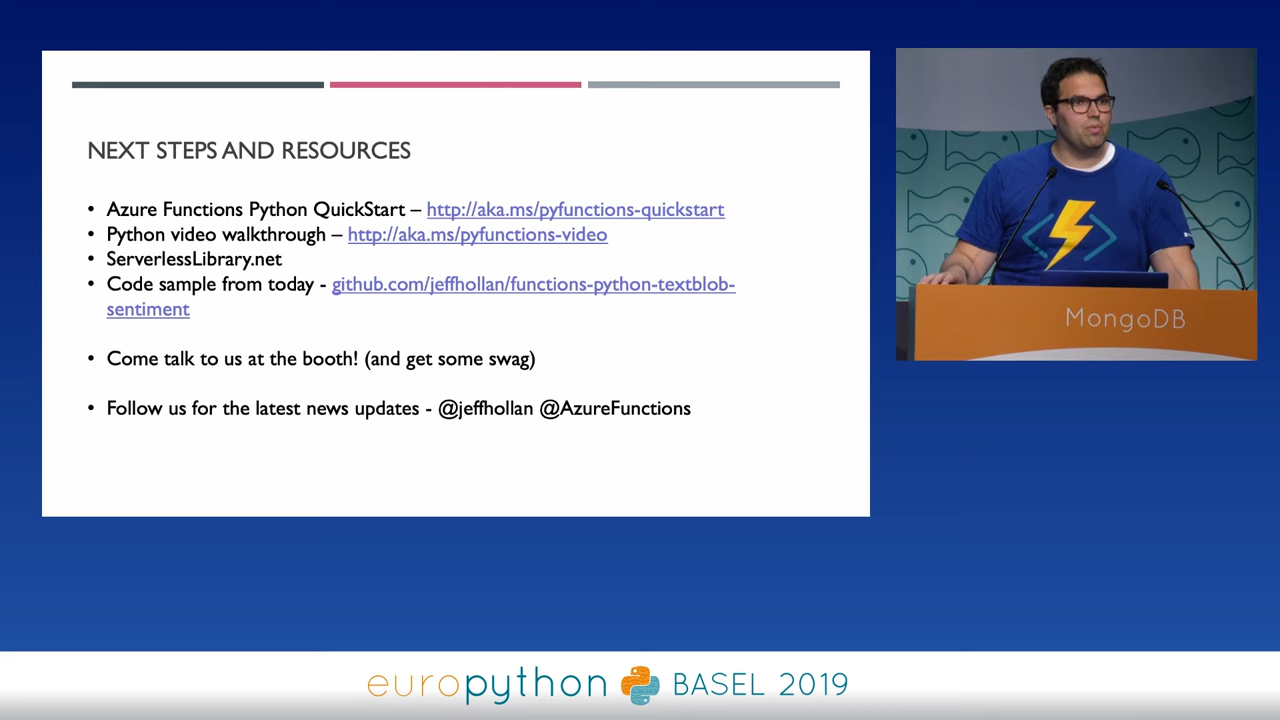 NEXT STEPS AND RESOURCES
• Azure Functions Python QuickStart – http://aka.ms/pyfunctions-quickstart
• Python video walkthrough – http://aka.ms/pyfunctions-video
• ServerlessLibrary.net
• Code sample from today - github.com/jeffhollan/functions-python-textblob-
sentiment
• Come talk to us at the booth! (and get some swag)
• Follow us for the latest news updates - @jeffhollan @AzureFunctions
MongoDB
europython BASEL 2019